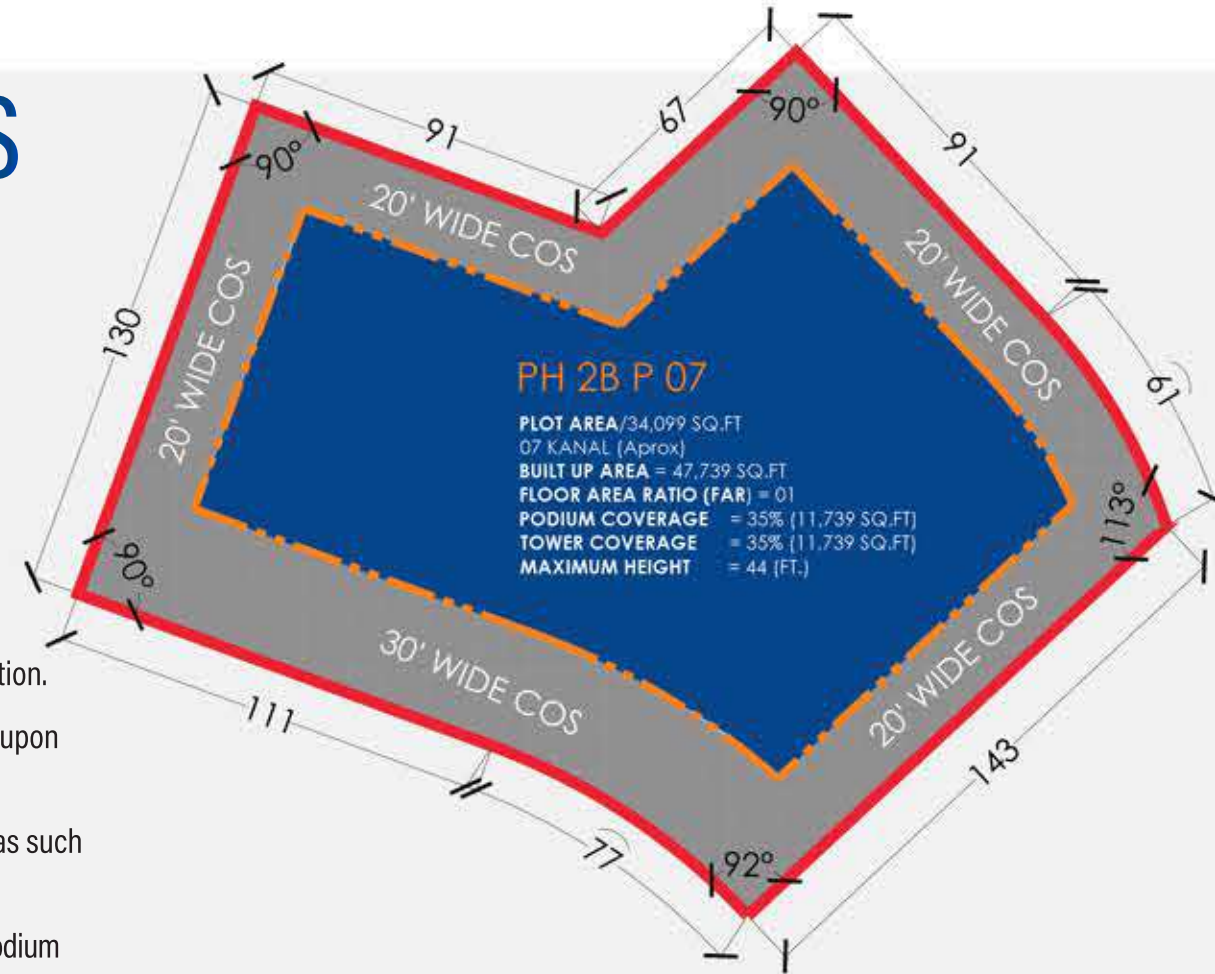 S
91
67
90°
91
90°
20' WIDE COS
20' WIDE COS
130
20' WIDE COS
61
PH 2B P 07
PLOT AREA/34,099 SQ.FT
07 KANAL (Aprox)
BUILT UP AREA = 47,739 SQ.FT
FLOOR AREA RATIO (FAR) = 01
PODIUM COVERAGE = 35% (11,739 SQ.FT)
TOWER COVERAGE = 35% (11,739 SQ.FT)
MAXIMUM HEIGHT = 44 (FT.)
113°
90°
30' WIDE COS
20' WIDE COS
111
143
77
92°
tion.
upon
as such
odium